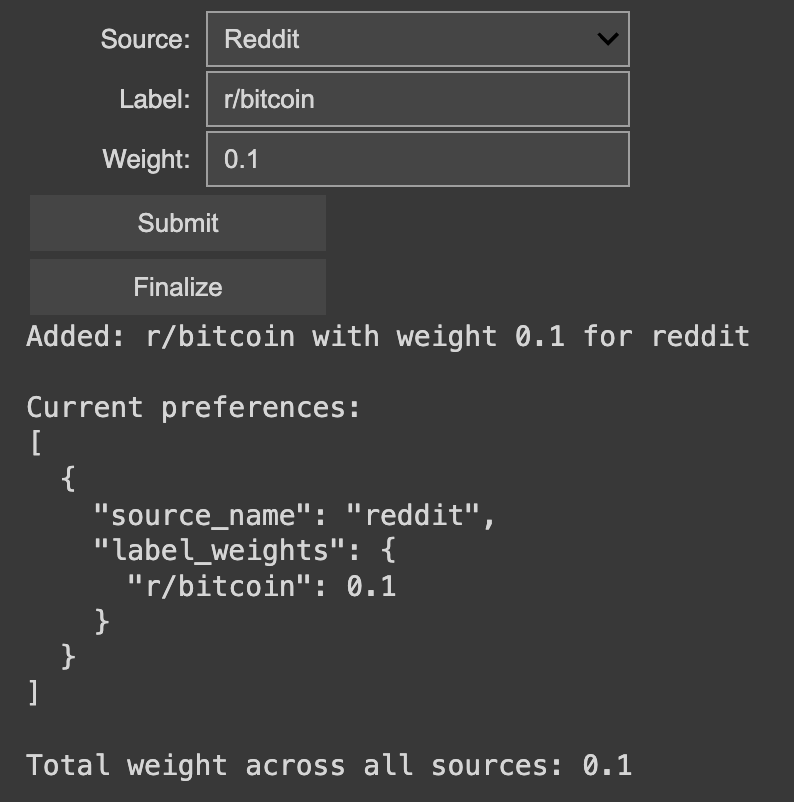 Source: Reddit
Label: r/bitcoin
Weight: 0.1
Submit
Finalize
Added: r/bitcoin with weight 0.1 for reddit
Current preferences:
[
  {
    "source_name": "reddit",
    "label_weights": {
      "r/bitcoin": 0.1
    }
  }
]
Total weight across all sources: 0.1